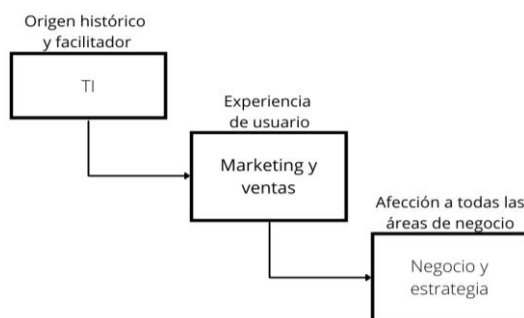 Origen histórico
y facilitador
TI
Experiencia
de usuario
Marketing y
ventas
Afección a todas las
áreas de negocio
Negocio y
estrategia